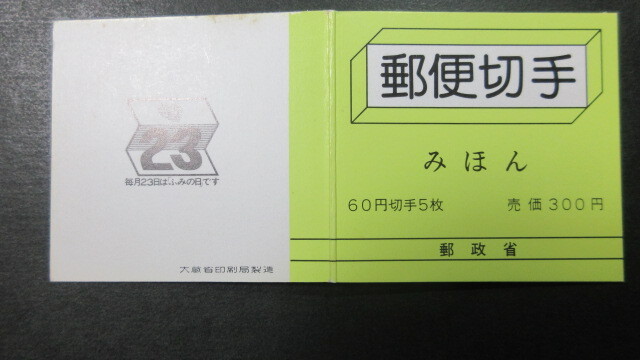 23
毎月23日は「ふみの日」です
大蔵省印刷局製造
郵便切手
みほん
60円切手5枚 売価300円
郵政省